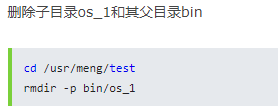 删除子目录os_1和其父目录bin
cd /usr/meng/test
rmdir -p bin/os_1